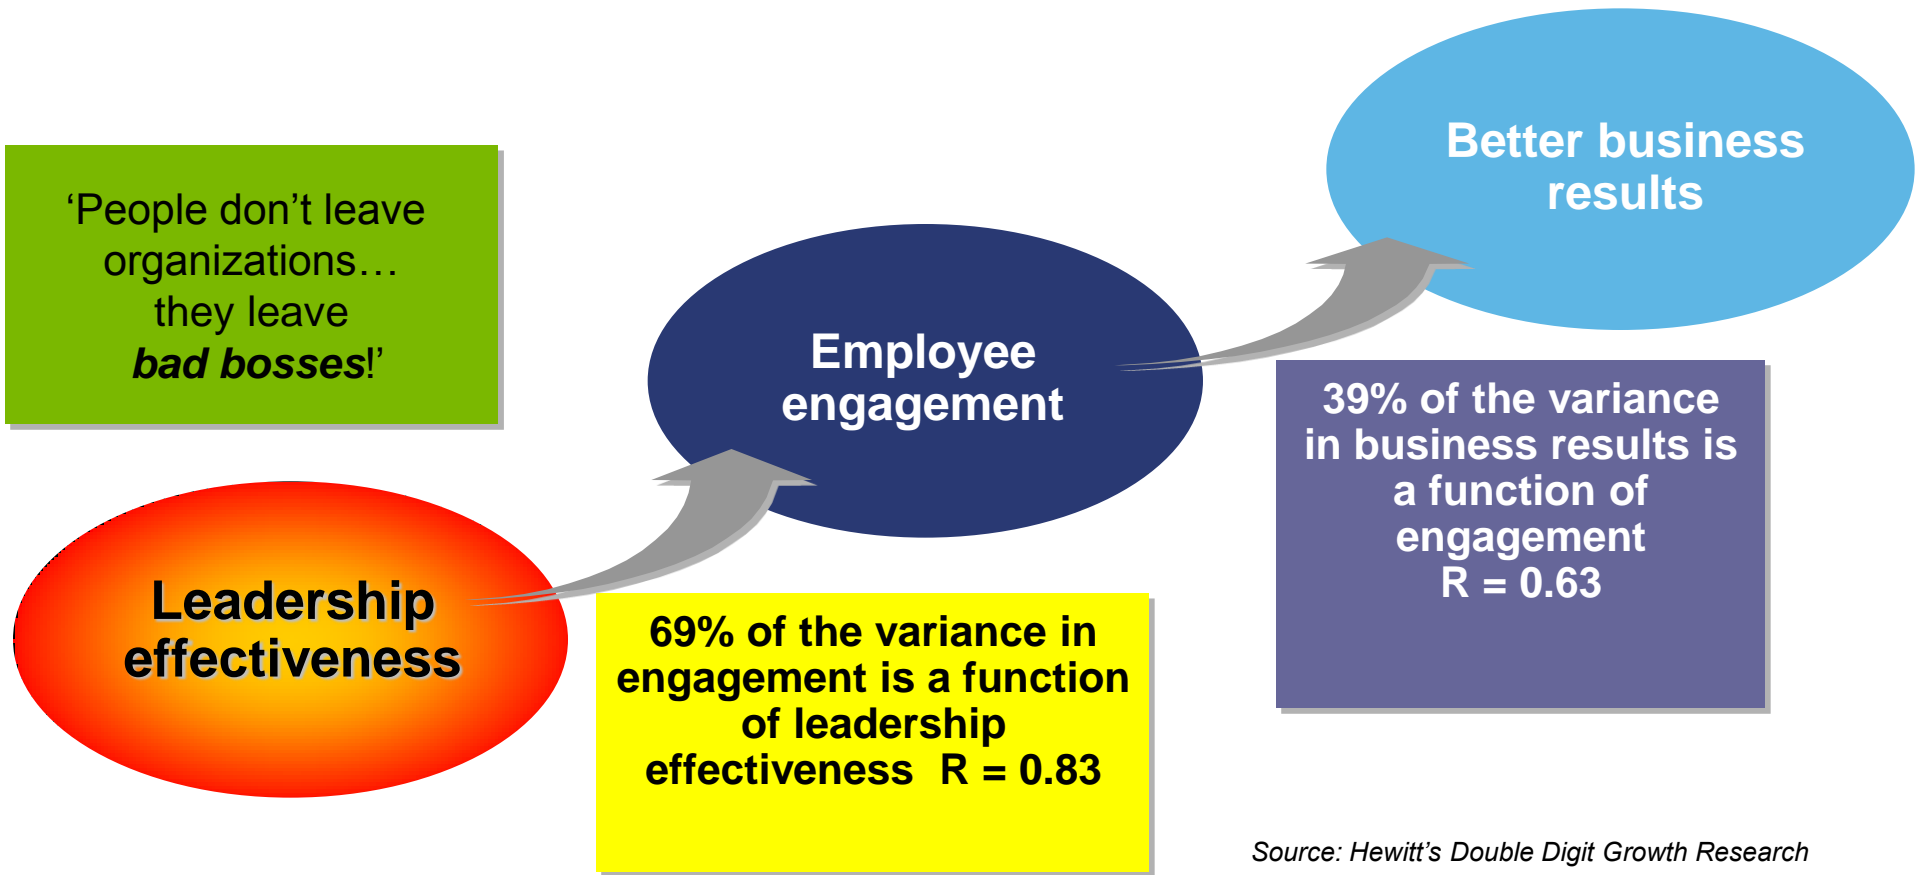 ‘People don’t leave
organizations…
they leave
bad bosses!’
Leadership
effectiveness
Employee
engagement
69% of the variance in
engagement is a function
of leadership
effectiveness  R = 0.83
Better business
results
39% of the variance
in business results is
a function of
engagement
R = 0.63
Source: Hewitt’s Double Digit Growth Research